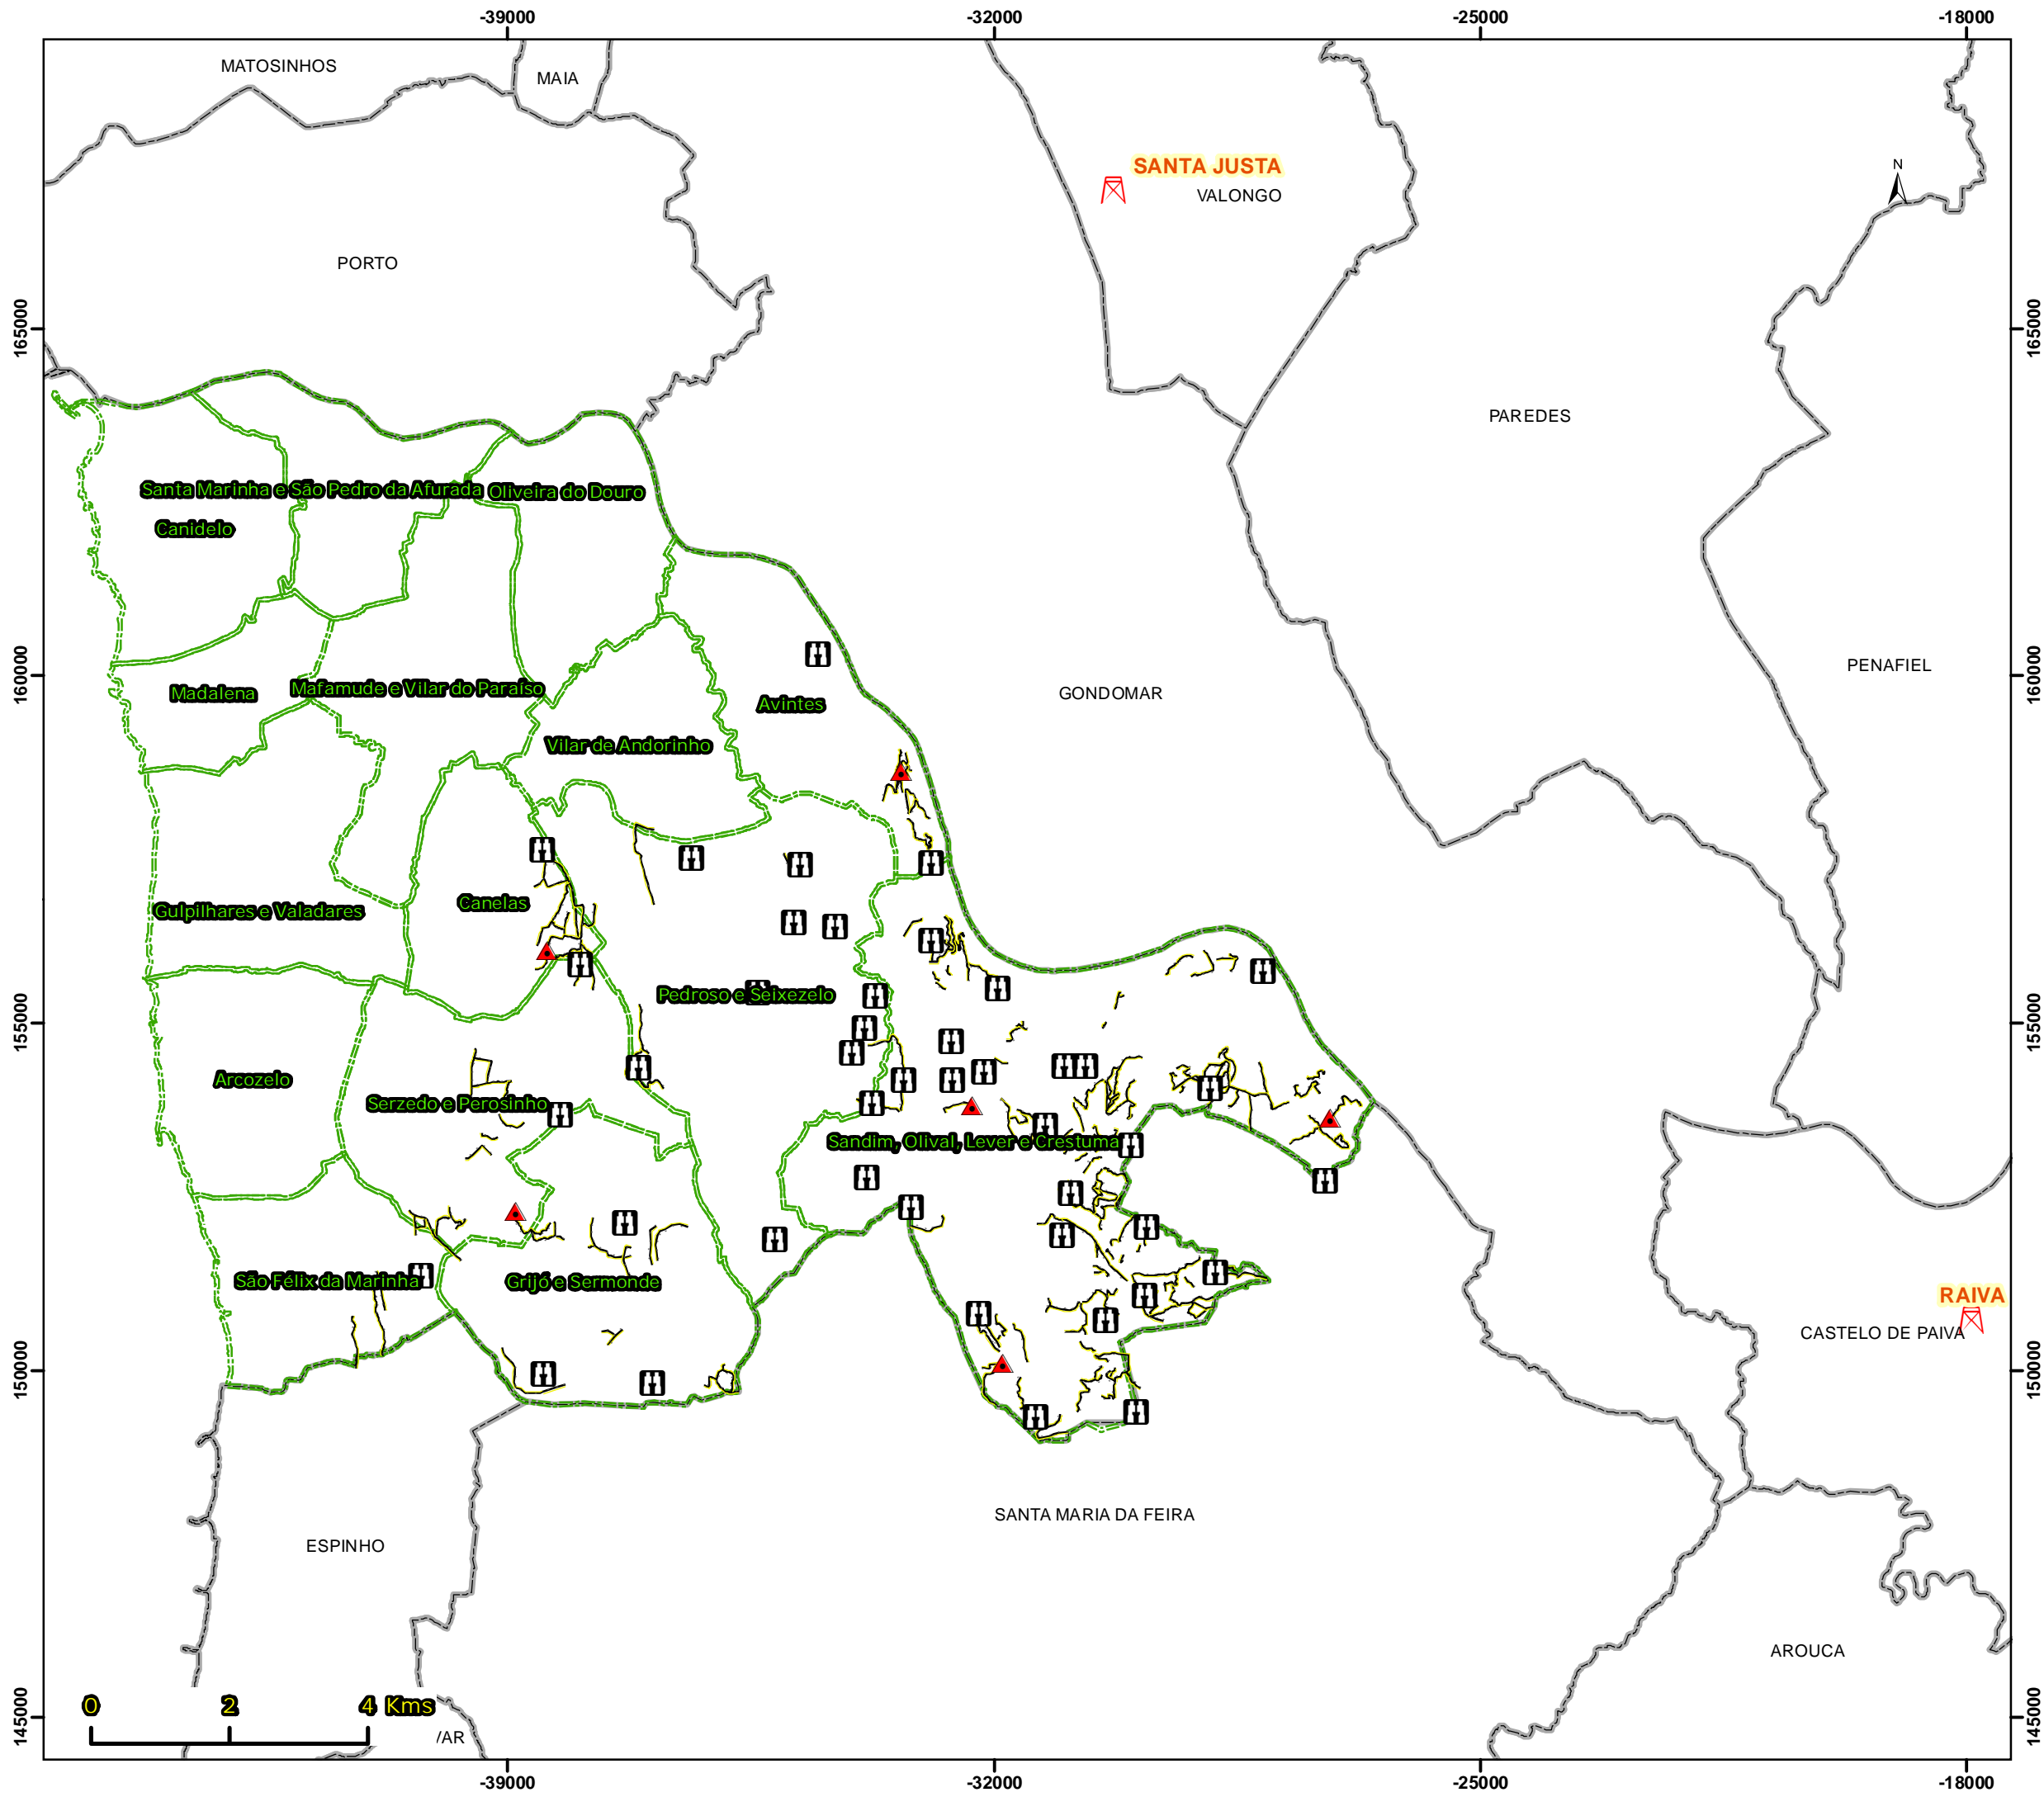 -39000 -32000 -25000 -18000
MATOSINHOS
MAIA
SANTA JUSTA
VALONGO
N
PORTO
165000 165000
PAREDES
Santa Marinha e São Pedro da Afurada Oliveira do Douro
Canidelo
160000 160000
PENAFIEL
Madalena Mafamude e Vilar do Paraíso
GONDOMAR
Avintes
Vilar de Andorinho
Canelas
Gulpilhares e Valadares
Pedroso e Seixezelo
155000 155000
Arcozelo
Serzedo e Perosinho
Sandim, Olival, Lever e Crestuma
São Félix da Marinha Grijó e Sermonde
RAIVA
CASTELO DE PAIVA
150000 150000
SANTA MARIA DA FEIRA
ESPINHO
AROUCA
0 2 4 Kms
145000 145000
VAR
-39000 -32000 -25000 -18000